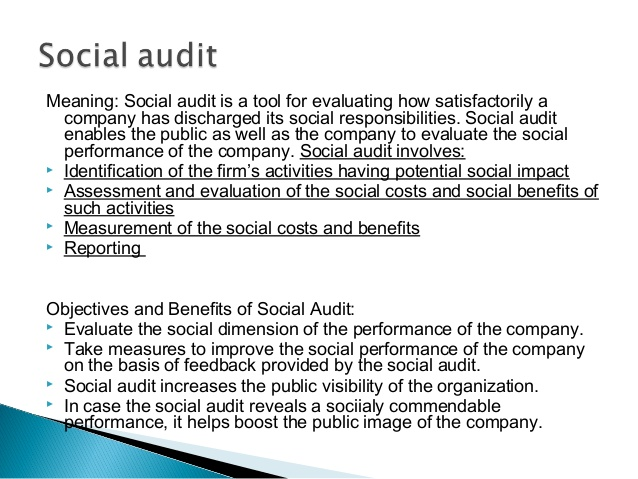 Social audit
Meaning: Social audit is a tool for evaluating how satisfactorily a
company has discharged its social responsibilities. Social audit
enables the public as well as the company to evaluate the social
performance of the company. Social audit involves:
Identification of the firm's activities having potential social impact
Assessment and evaluation of the social costs and social benefits of
such activities
Measurement of the social costs and benefits
Reporting
Objectives and Benefits of Social Audit:
Evaluate the social dimension of the performance of the company.
Take measures to improve the social performance of the company
on the basis of feedback provided by the social audit.
Social audit increases the public visibility of the organization.
In case the social audit reveals a sociialy commendable
performance, it helps boost the public image of the company.